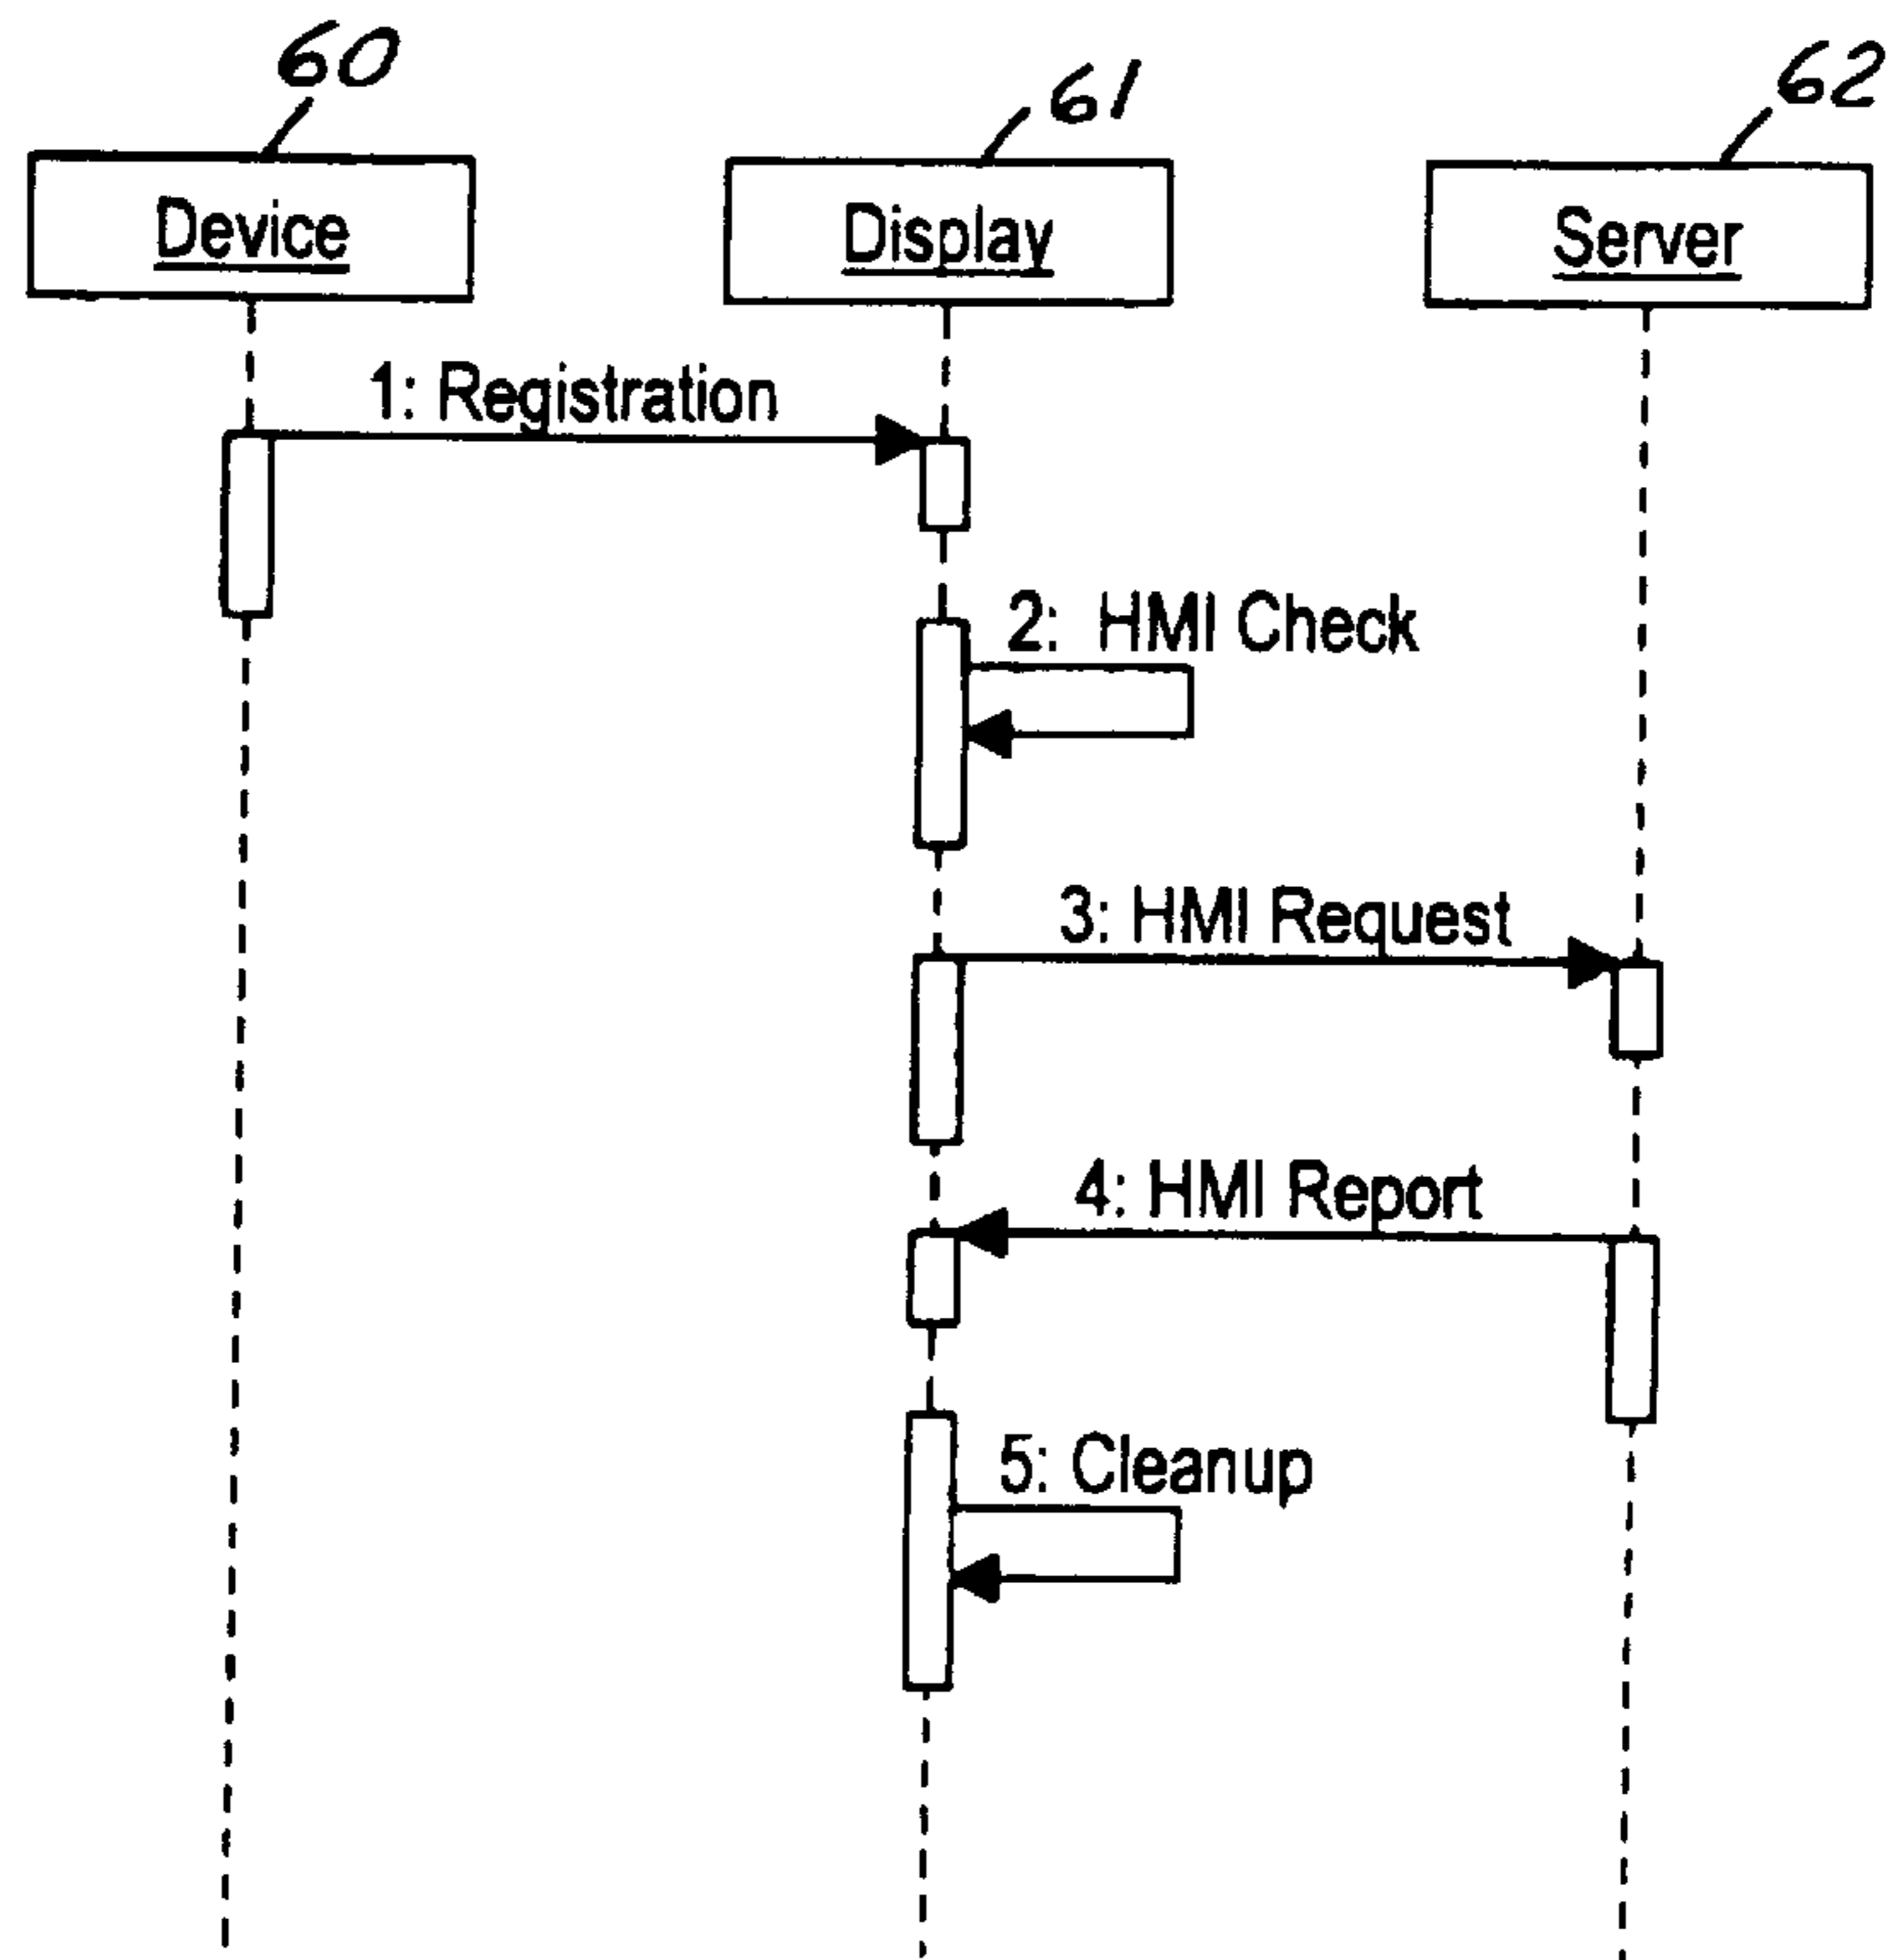 60
61
62
Device
Display
Server
1: Registration
2: HMI Check
3: HMI Request
4: HMI Report
5: Cleanup